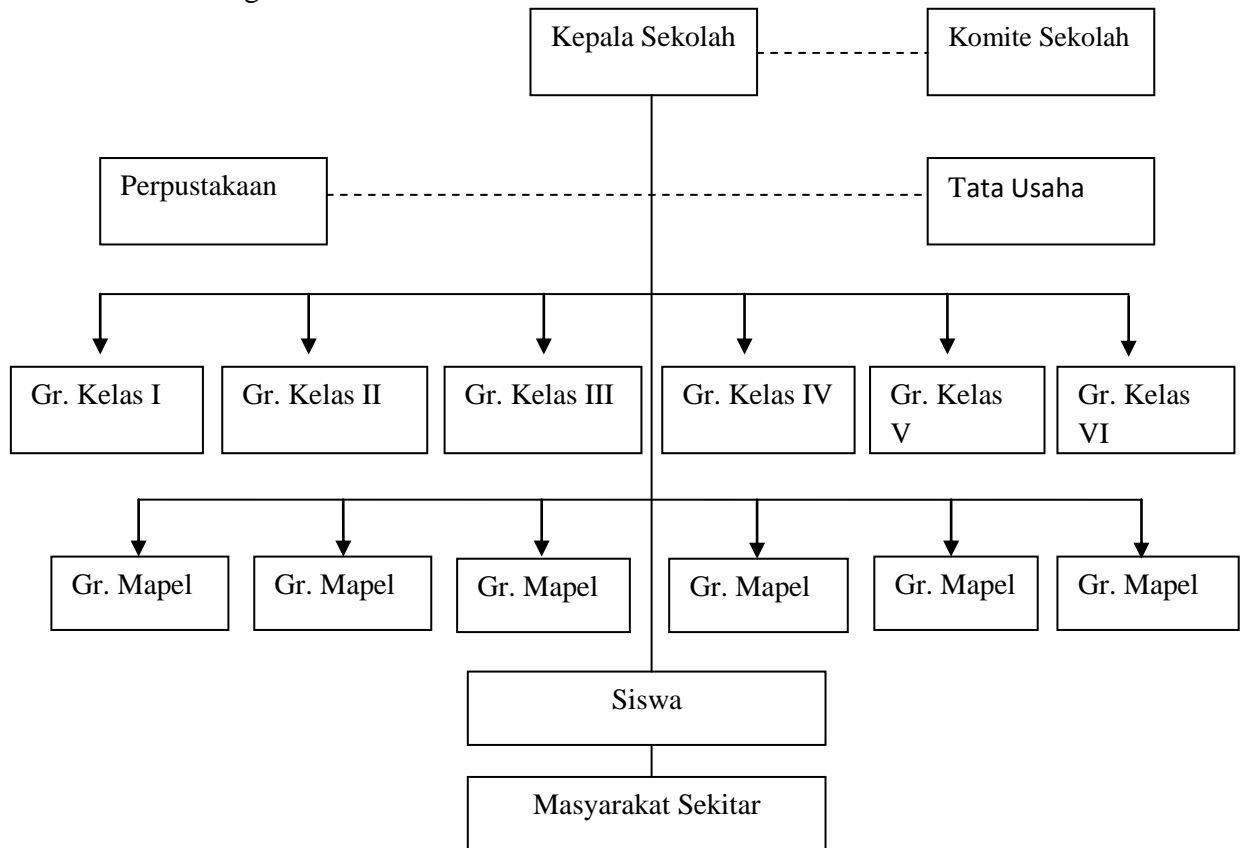 Kepala Sekolah
Komite Sekolah
Perpustakaan
Tata Usaha
Gr. Kelas I
Gr. Kelas II
Gr. Kelas III
Gr. Kelas IV
Gr. Kelas
V
Gr. Kelas
VI
Gr. Mapel
Gr. Mapel
Gr. Mapel
Gr. Mapel
Gr. Mapel
Gr. Mapel
Siswa
Masyarakat Sekitar